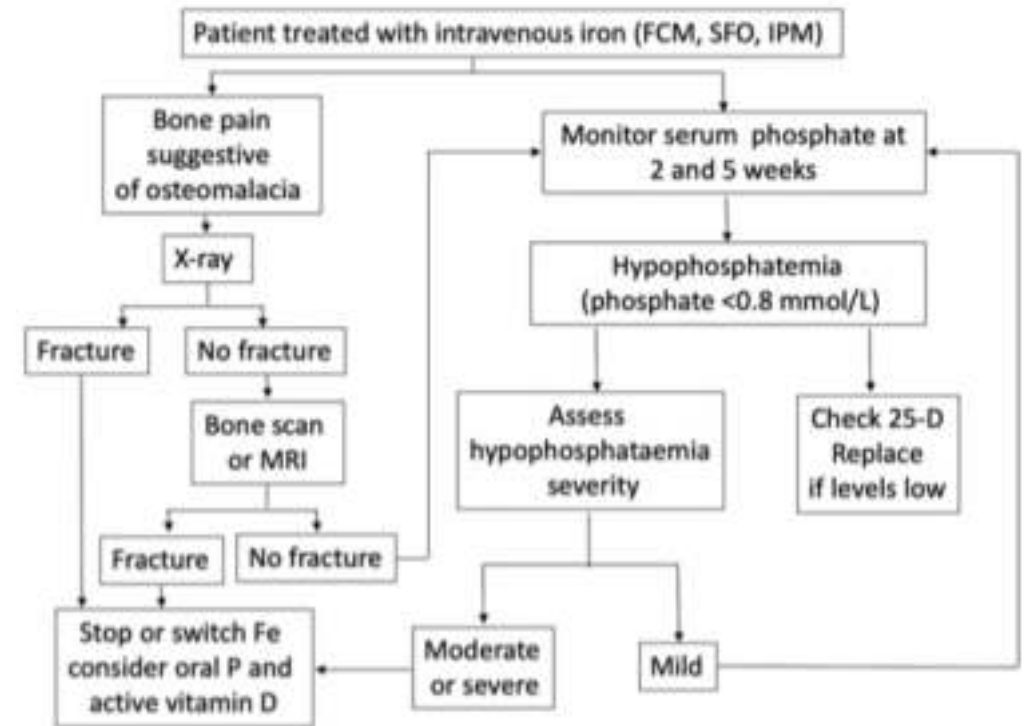 Patient treated with intravenous iron (FCM, SFO, IPM)
Bone pain
suggestive
of osteomalacia
Monitor serum phosphate at
2 and 5 weeks
X-ray
Hypophosphatemia
(phosphate <0.8 mmol/L)
Fracture
No fracture
Bone scan
or MRI
Assess
hypophosphataemia
severity
Check 25-D
Replace
if levels low
Fracture
No fracture
Stop or switch Fe
consider oral P and
active vitamin D
Moderate
or severe
Mild